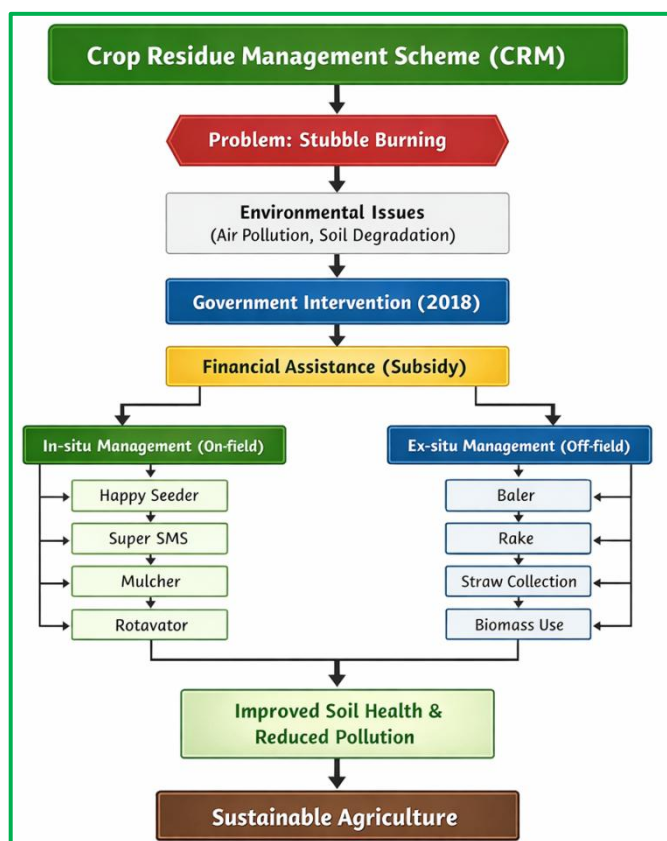 Crop Residue Management Scheme (CRM)
Problem: Stubble Burning
Environmental Issues
(Air Pollution, Soil Degradation)
Government Intervention (2018)
Financial Assistance (Subsidy)
In-situ Management (On-field)
Happy Seeder
Super SMS
Mulcher
Rotavator
Ex-situ Management (Off-field)
Baler
Rake
Straw Collection
Biomass Use
Improved Soil Health &
Reduced Pollution
Sustainable Agriculture